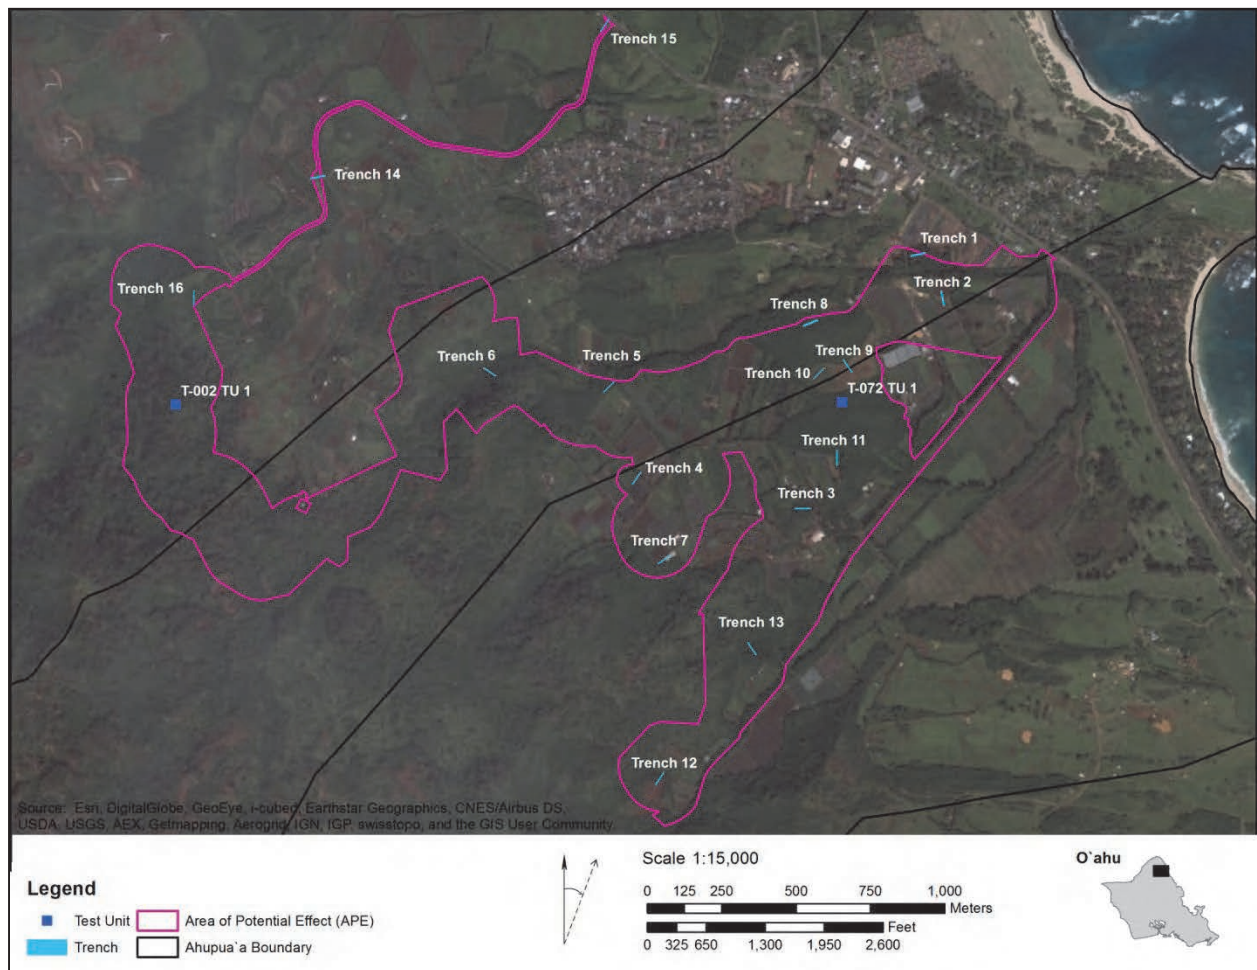 Trench 15
Trench 14
Trench 1
Trench 2
Trench 16
Trench 8
Trench 9
Trench 6
Trench 5
Trench 10
T-002 TU 1
T-072 TU 1
Trench 11
Trench 4
Trench 3
Trench 7
Trench 13
Trench 12
Source: Esri, DigitalGlobe, GeoEye, i-cubed, Earthstar Geographics, CNES/Airbus DS,
USDA, USGS, AEX, Getmapping, Aerogrid, IGN, IGP, swisstopo, and the GIS User Community
Legend
Test Unit
Area of Potential Effect (APE)
Trench
Ahupua`a Boundary
Scale 1:15,000
0 125 250 500 750 1,000
Meters
Feet
0 325 650 1,300 1,950 2,600
O`ahu